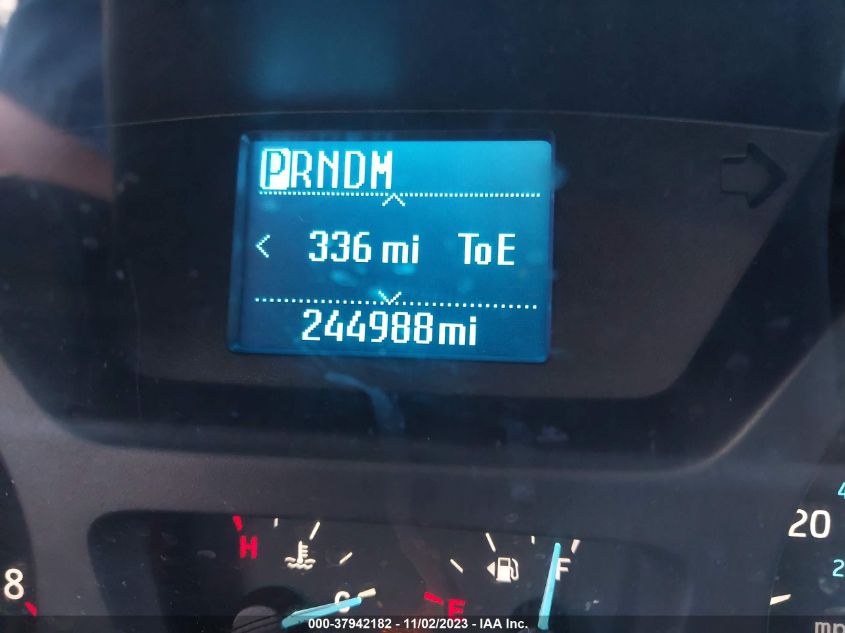 PRNDM
< 336 mi ToE
244988mi
20
H
F
8
C
E
000-37942182 - 11/02/2023 - IAA Inc.